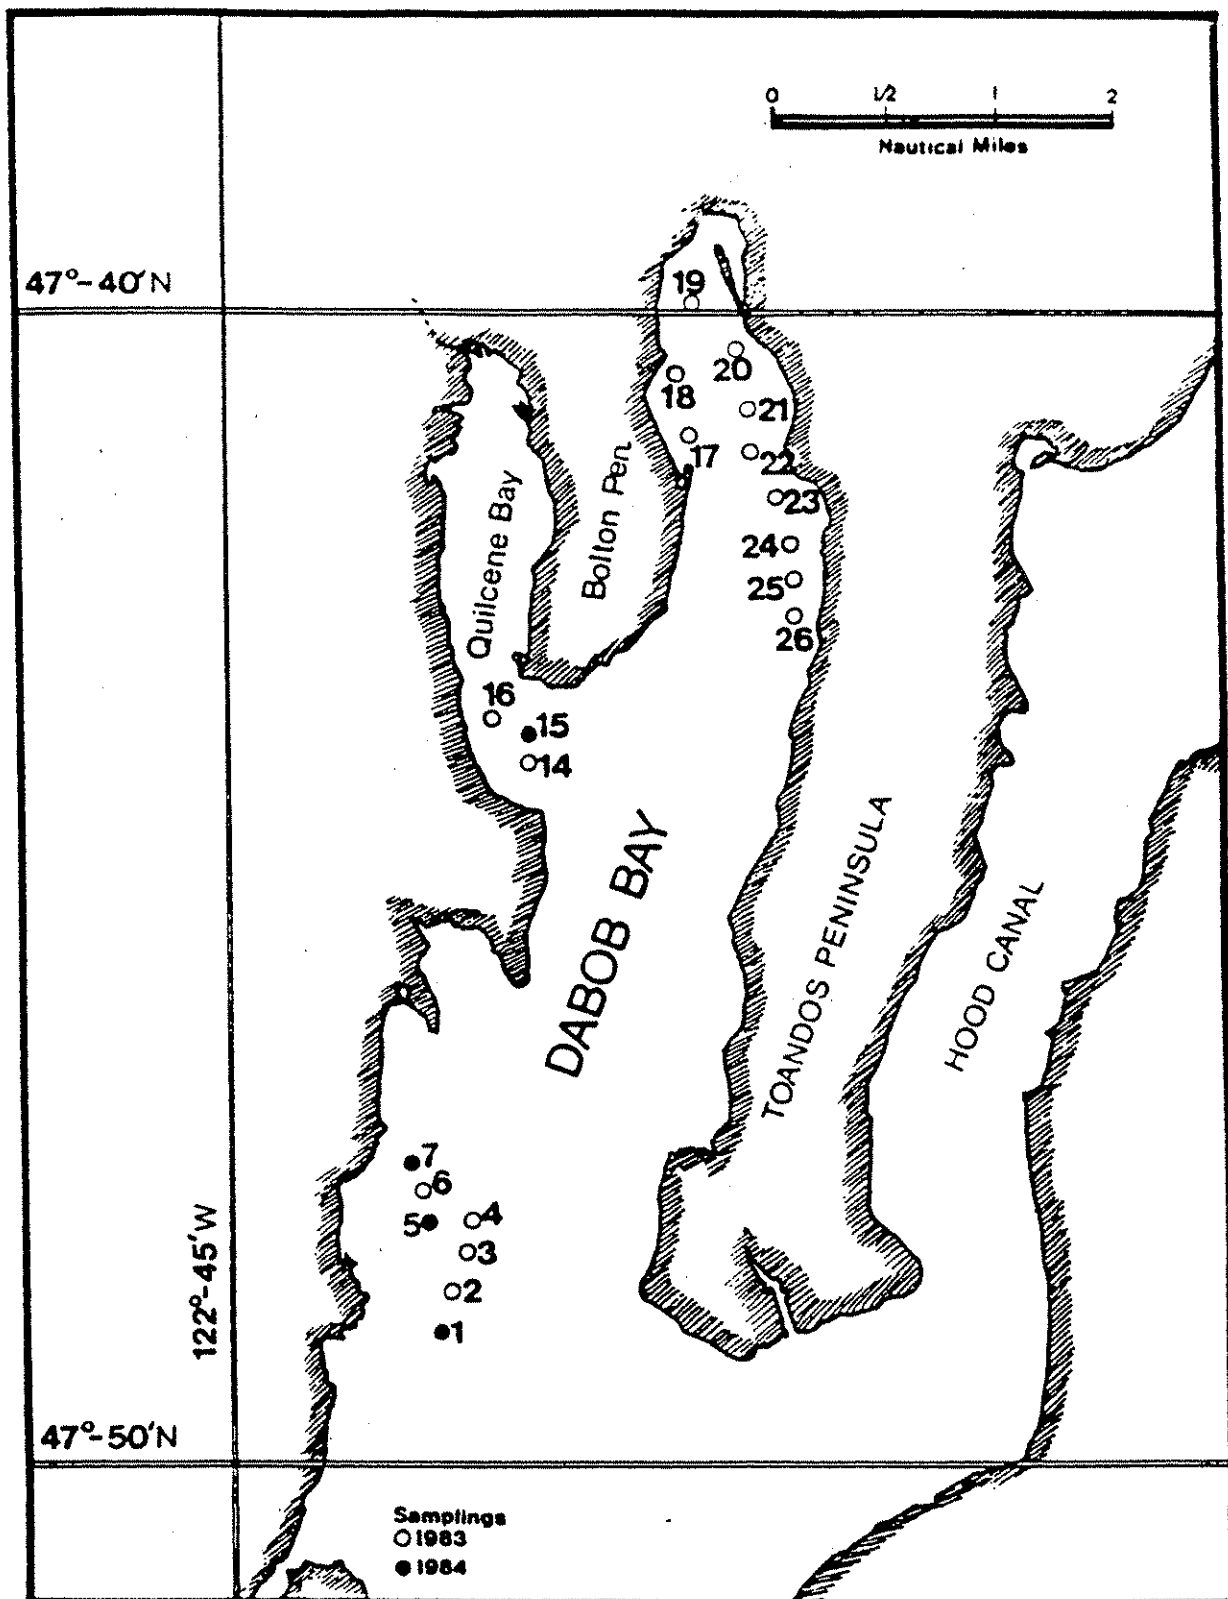 0 1/2 1 2
Nautical Miles
47°-40'N
19
20
18
21
17
22
23
24
25
26
Quilcene Bay
Bolton Pen.
16
15
14
DABOB BAY
TOANDOS PENINSULA
HOOD CANAL
7
6
5
4
3
2
1
122°-45'W
47°-50'N
Samplings
1983
1984